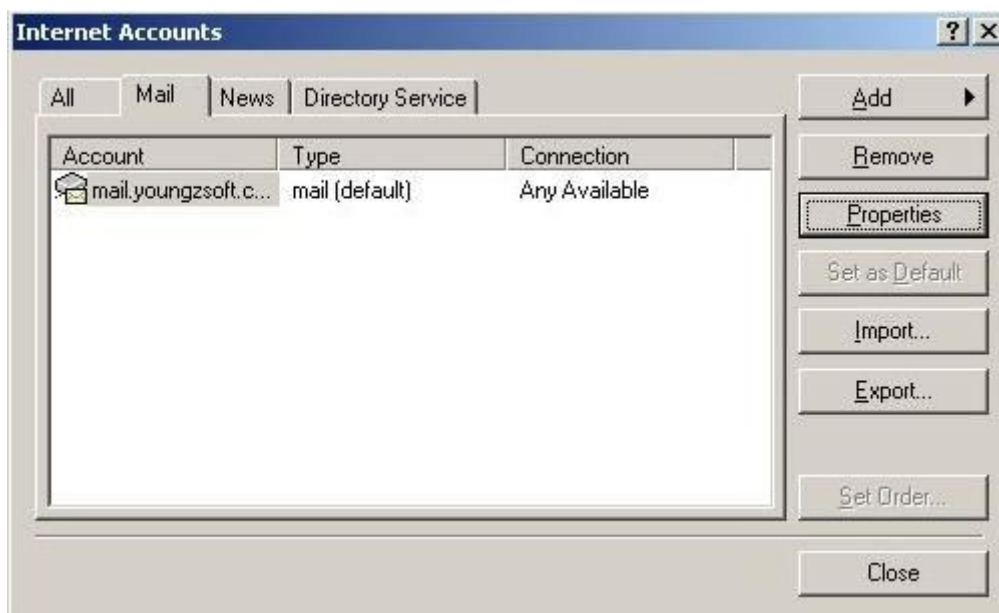 Internet Accounts
All Mail News Directory Service
Add
Account Type Connection
Remove
mail.youngzsoft.c... mail (default) Any Available
Properties
Set as Default
Import...
Export...
Set Order...
Close